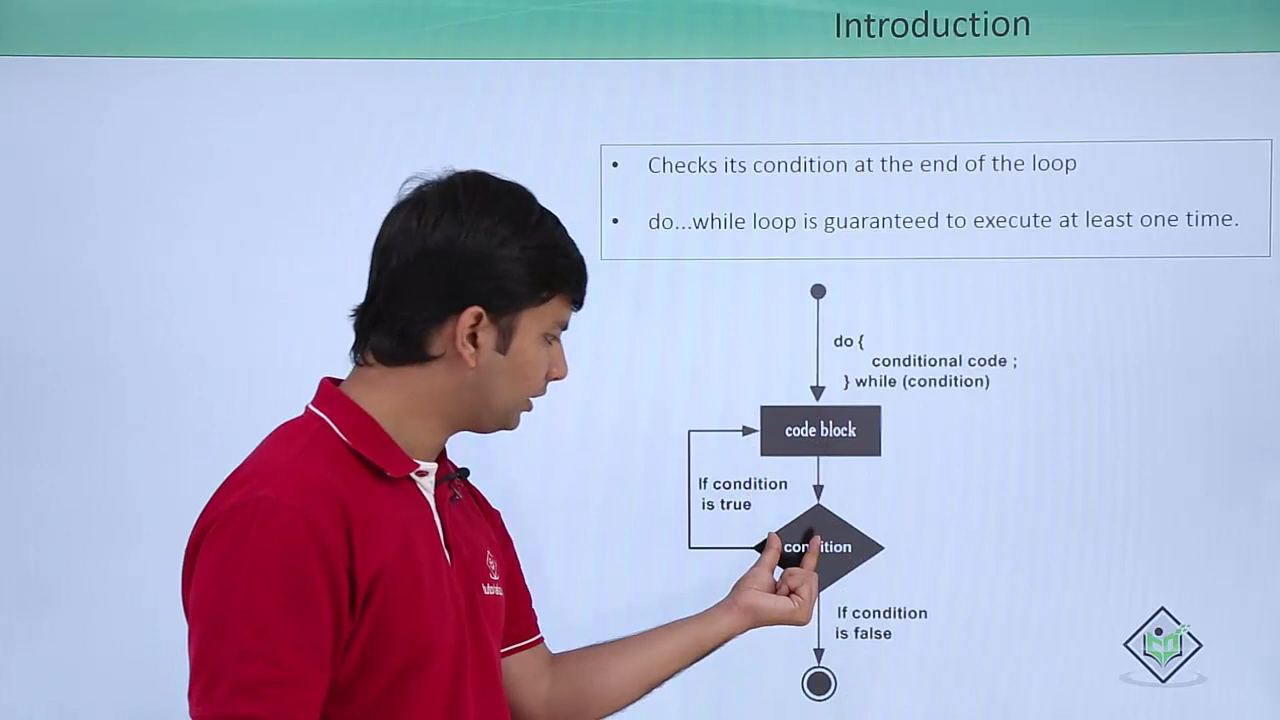 Introduction
• Checks its condition at the end of the loop
• do...while loop is guaranteed to execute at least one time.
do {
conditional code ;
} while (condition)
code block
If condition
is true
condition
If condition
is false